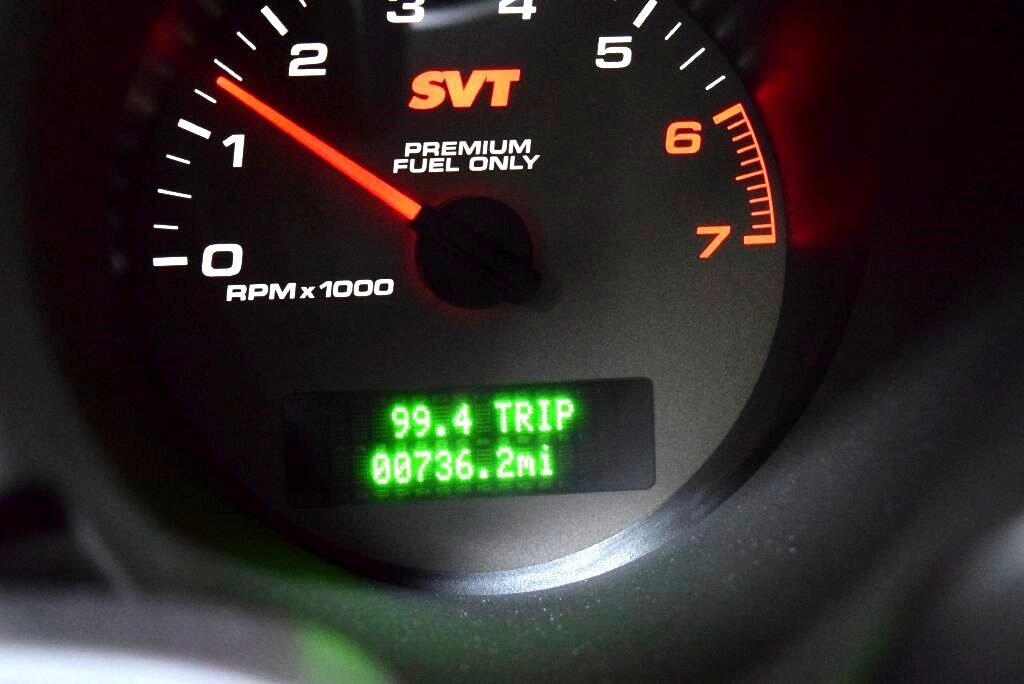 3 4
2 5
SVT
1 6
PREMIUM
FUEL ONLY
0 7
RPM x 1000
99.4 TRIP
00736.2mi